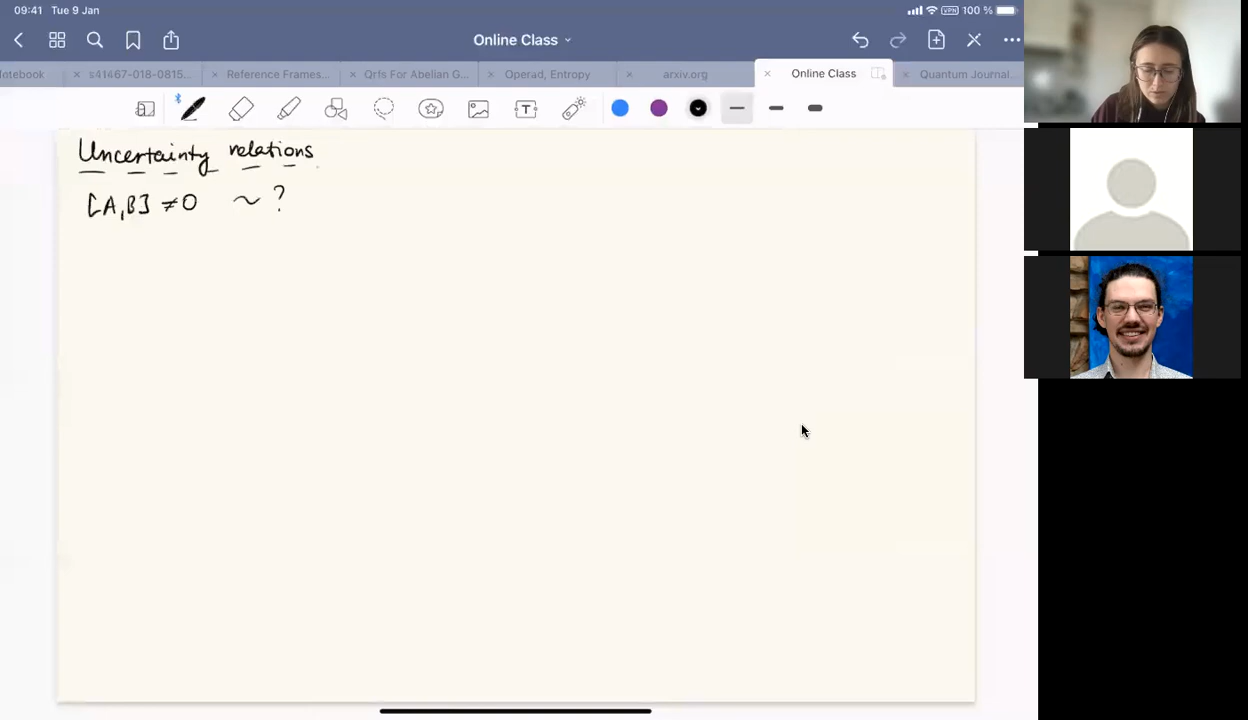 09:41 Tue 9 Jan
VPN 100 %
Online Class
otebook
s41467-018-0815...
Reference Frames...
Qrfs For Abelian G...
Operad, Entropy
arxiv.org
Online Class
Quantum Journal...
T
Uncertainty relations
[A,B] ≠0 ~ ?